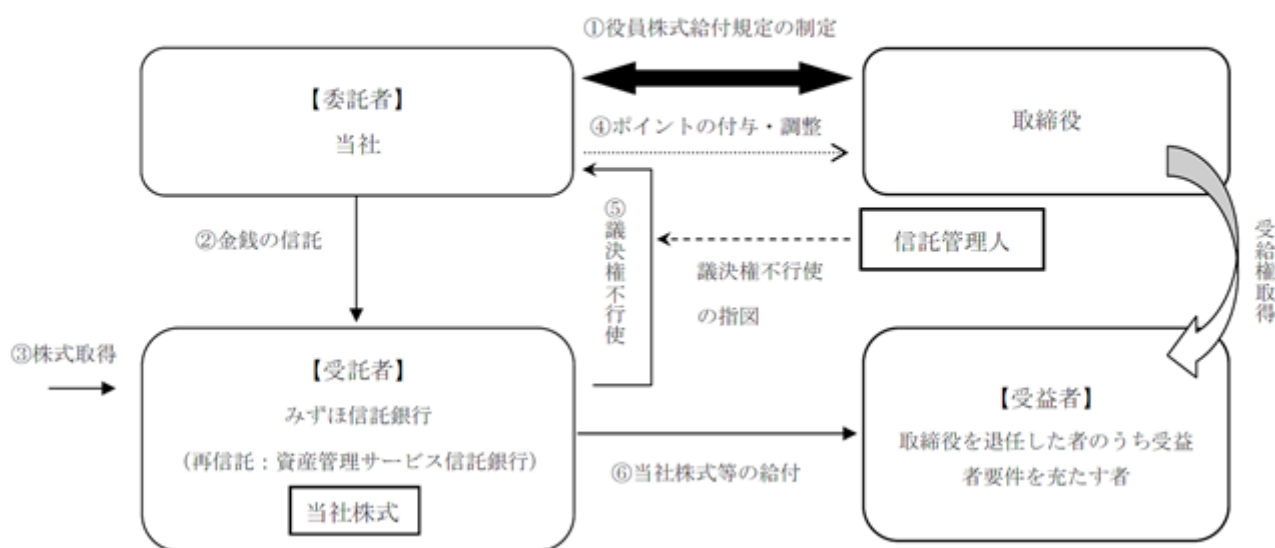 ①役員株式給付規定の制定
【委託者】
当社
取締役
④ポイントの付与・調整
②金銭の信託
⑤議決権不行使
信託管理人
議決権不行使
の指図
受給権取得
③株式取得
【受託者】
みずほ信託銀行
(再信託：資産管理サービス信託銀行)
当社株式
⑥当社株式等の給付
【受益者】
取締役を退任した者のうち受益
者要件を充たす者